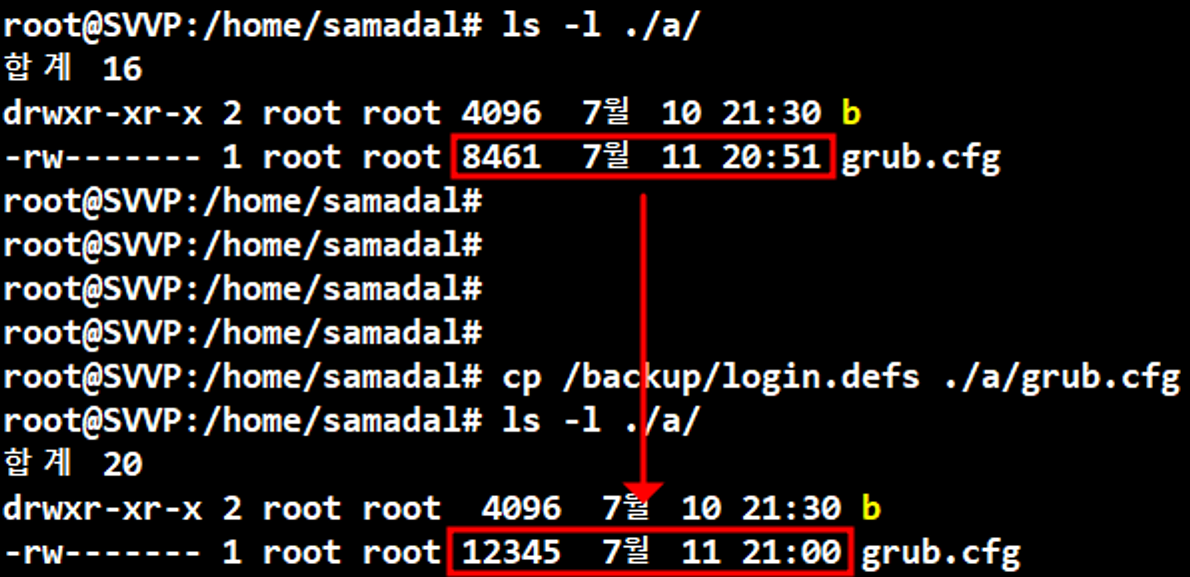 root@SVVP:/home/samadal# ls -l ./a/
합계 16
drwxr-xr-x 2 root root 4096  7월  10 21:30 b
-rw------- 1 root root 8461  7월  11 20:51 grub.cfg
root@SVVP:/home/samadal#
root@SVVP:/home/samadal#
root@SVVP:/home/samadal#
root@SVVP:/home/samadal#
root@SVVP:/home/samadal# cp /backup/login.defs ./a/grub.cfg
root@SVVP:/home/samadal# ls -l ./a/
합계 20
drwxr-xr-x 2 root root  4096  7월  10 21:30 b
-rw------- 1 root root 12345  7월  11 21:00 grub.cfg